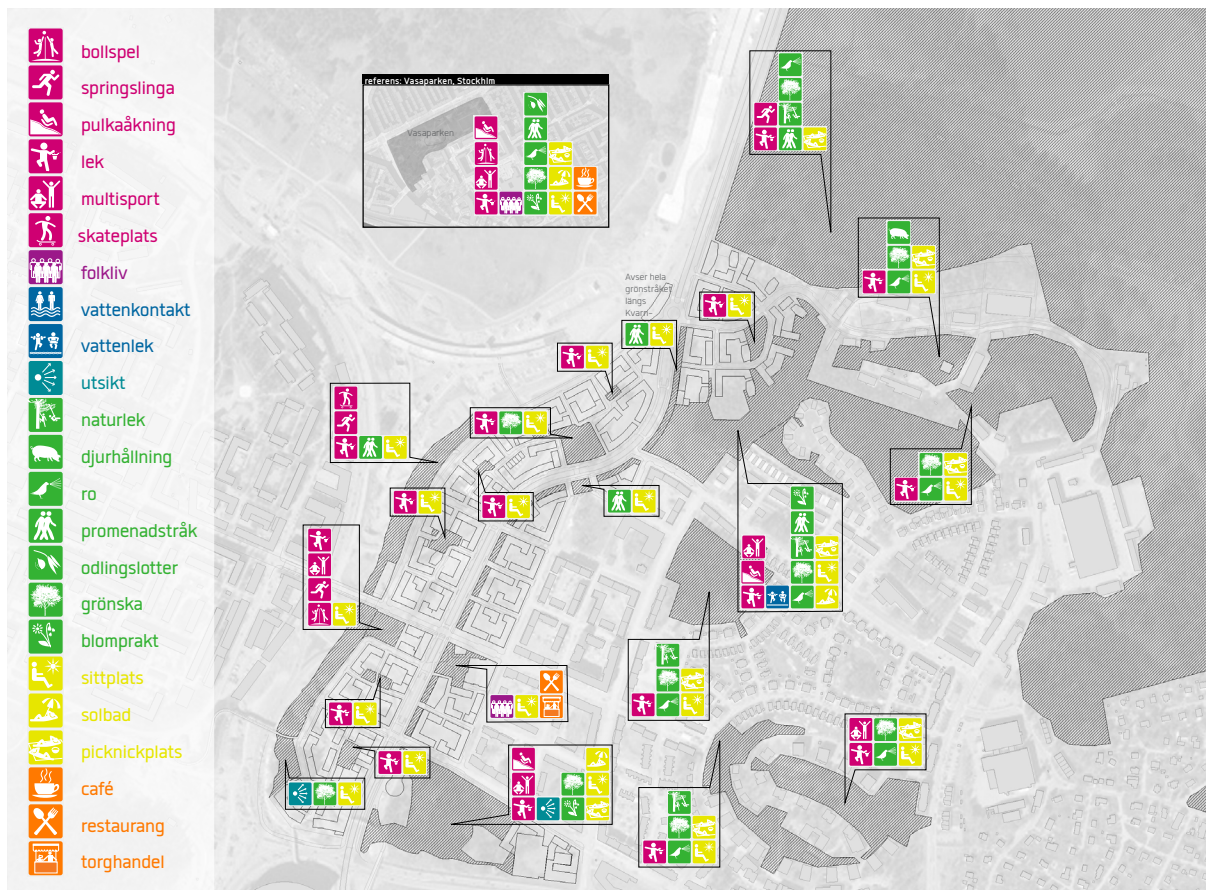 bollspel
springslinga
pulkaåkning
lek
multisport
skateplats
folkliv
vattenkontakt
vattenlek
utsikt
naturlek
djurhållning
ro
promenadstråk
odlingslotter
grönska
blomprakt
sittplats
solbad
picknickplats
café
restaurang
torghandel
referens: Vasaparken, Stockhlm
Vasaparken
Avser hela
grönstråket
längs
Kvarn-